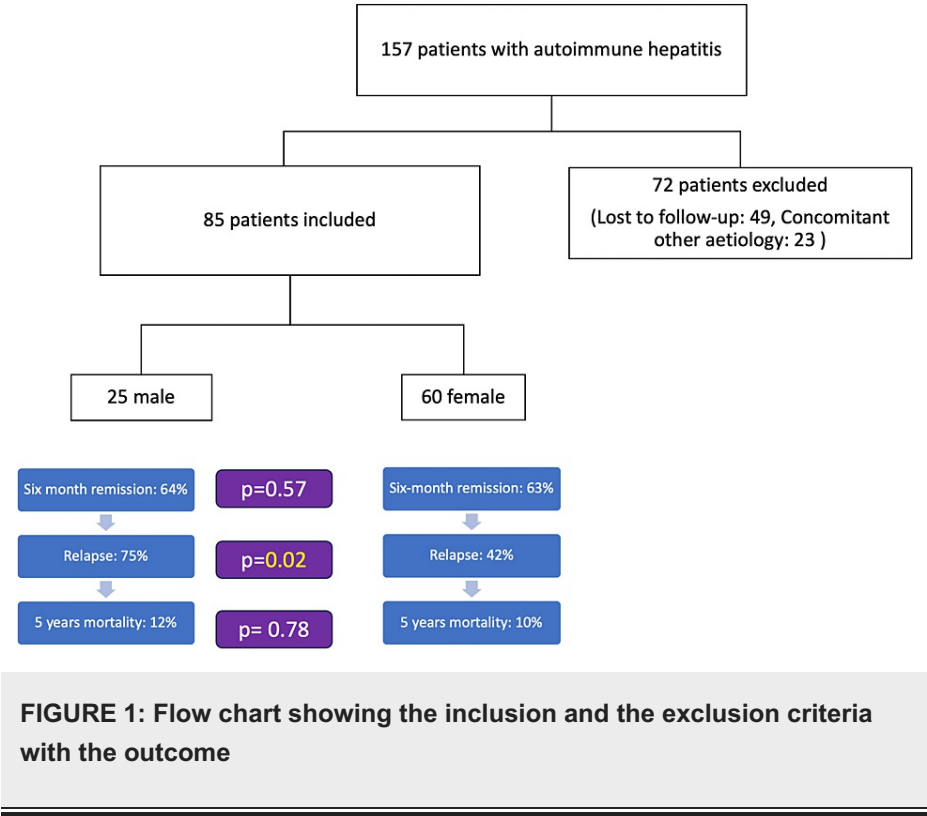 157 patients with autoimmune hepatitis
85 patients included
72 patients excluded
(Lost to follow-up: 49, Concomitant
other aetiology: 23 )
25 male
60 female
Six month remission: 64%
p=0.57
Six-month remission: 63%
Relapse: 75%
p=0.02
Relapse: 42%
5 years mortality: 12%
p= 0.78
5 years mortality: 10%
FIGURE 1: Flow chart showing the inclusion and the exclusion criteria
with the outcome